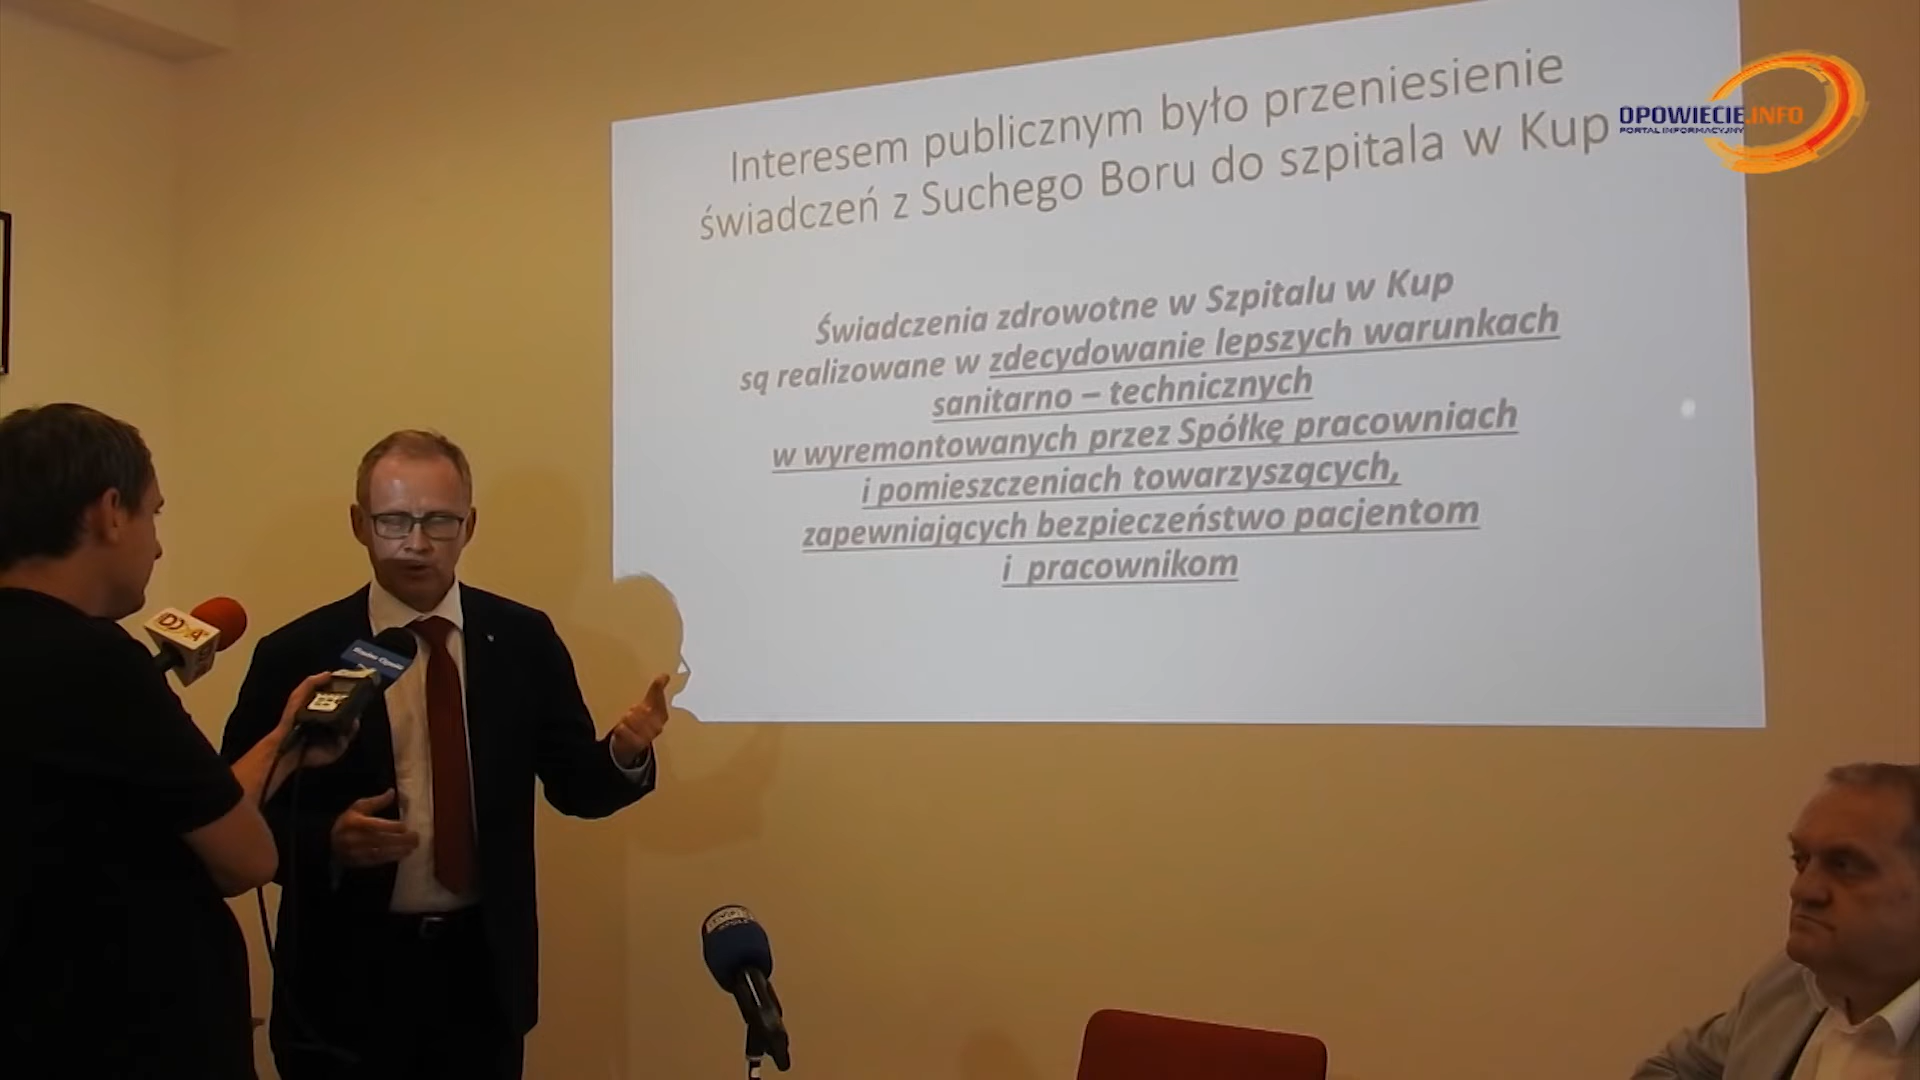 Interesem publicznym było przeniesienie
świadczeń z Suchego Boru do szpitala w Kup
OPOWIECIE.INFO
PORTAL INFORMACYJNY
Świadczenia zdrowotne w Szpitalu w Kup
są realizowane w zdecydowanie lepszych warunkach
sanitarno – technicznych
w wyremontowanych przez Spółkę pracowniach
i pomieszczeniach towarzyszących,
zapewniających bezpieczeństwo pacjentom
i pracownikom
DOXA
Radio Opole